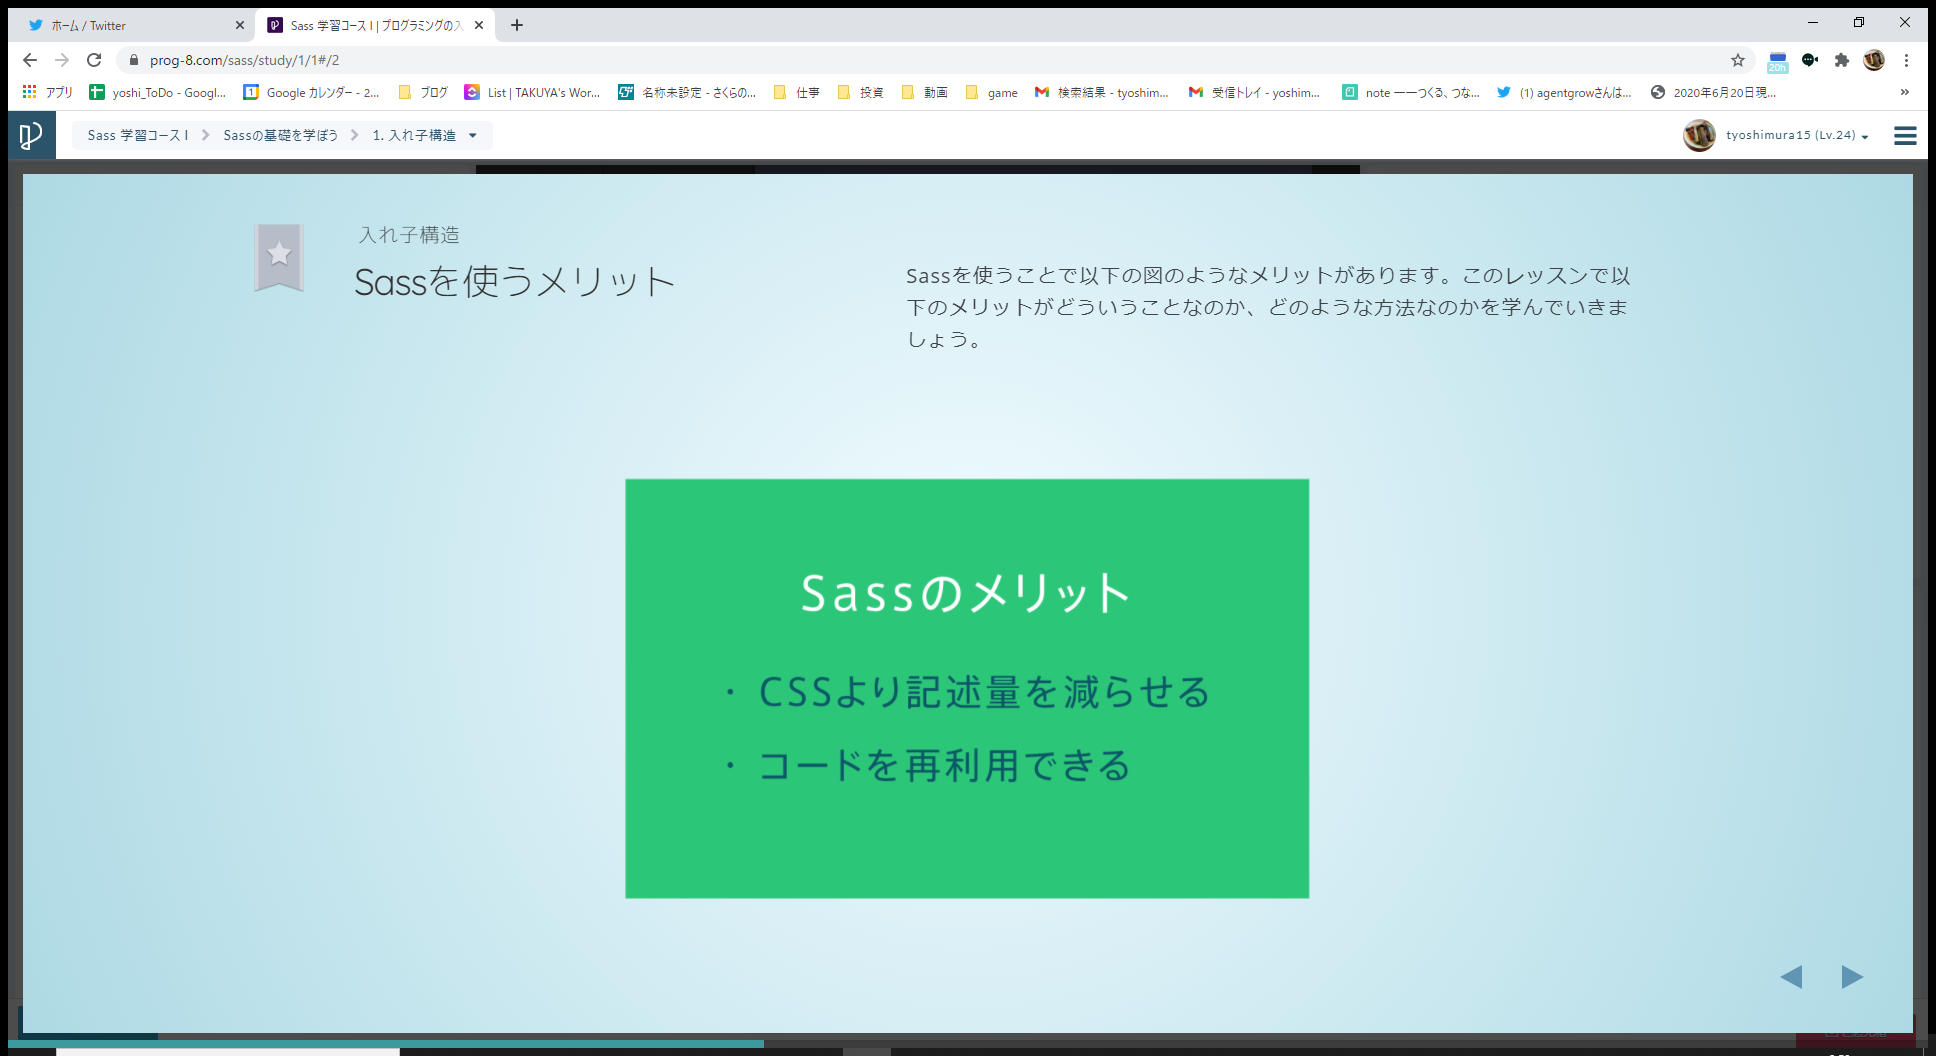 ホーム / Twitter
Sass 学習コース I | プログラミングの入
prog-8.com/sass/study/1/1#/2
20h
アプリ
yoshi_ToDo - Googl...
Google カレンダー - 2...
ブログ
List | TAKUYA's Wor...
名称未設定 - さくらの...
仕事
投資
動画
game
検索結果 - tyoshim...
受信トレイ - yoshim...
note ――つくる、つな...
(1) agentgrowさんは...
2020年6月20日現...
»
Sass 学習コース I
Sassの基礎を学ぼう
1. 入れ子構造
tyoshimura15 (Lv.24)
入れ子構造
Sassを使うメリット
Sassを使うことで以下の図のようなメリットがあります。このレッスンで以
下のメリットがどういうことなのか、どのような方法なのかを学んでいきま
しょう。
Sassのメリット
・ CSSより記述量を減らせる
・ コードを再利用できる